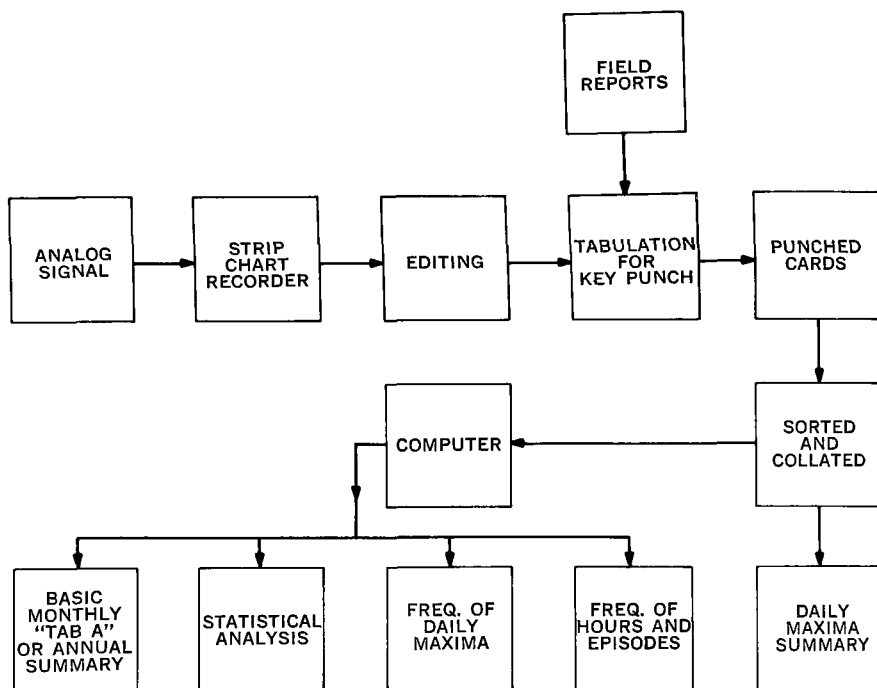 FIELD
REPORTS
ANALOG
SIGNAL
STRIP
CHART
RECORDER
EDITING
TABULATION
FOR
KEY PUNCH
PUNCHED
CARDS
COMPUTER
SORTED
AND
COLLATED
BASIC
MONTHLY
“TAB A”
OR ANNUAL
SUMMARY
STATISTICAL
ANALYSIS
FREQ. OF
DAILY
MAXIMA
FREQ. OF
HOURS AND
EPISODES
DAILY
MAXIMA
SUMMARY